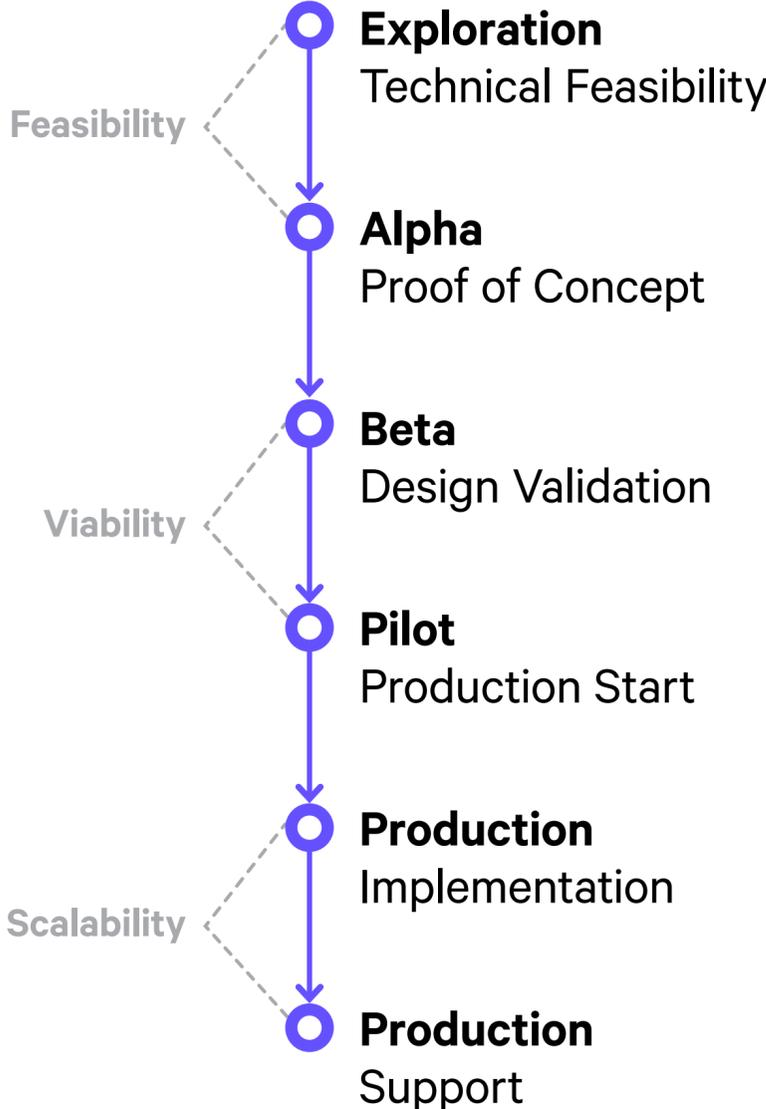 Exploration
Technical Feasibility
Feasibility
Alpha
Proof of Concept
Beta
Design Validation
Viability
Pilot
Production Start
Production
Implementation
Scalability
Production
Support